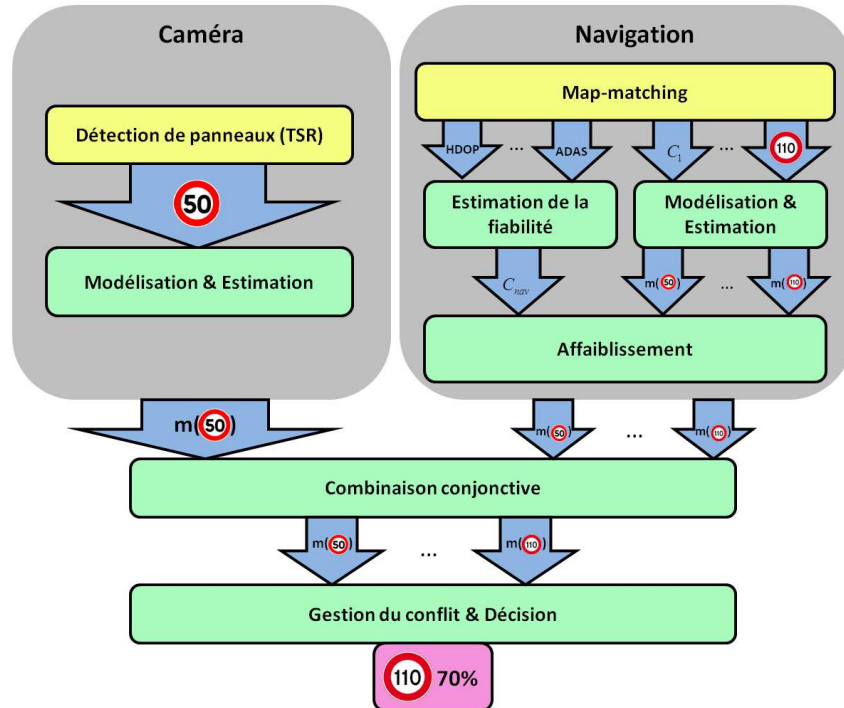 Caméra
Navigation
Détection de panneaux (TSR)
Map-matching
HDOP ... ADAS C1 ... 110
50
Estimation de la
fiabilité
Modélisation &
Estimation
Modélisation & Estimation
Cnav
m(50) ... m(110)
Affaiblissement
m(50)
m(50) ... m(110)
Combinaison conjonctive
m(50) ... m(110)
Gestion du conflit & Décision
110 70%